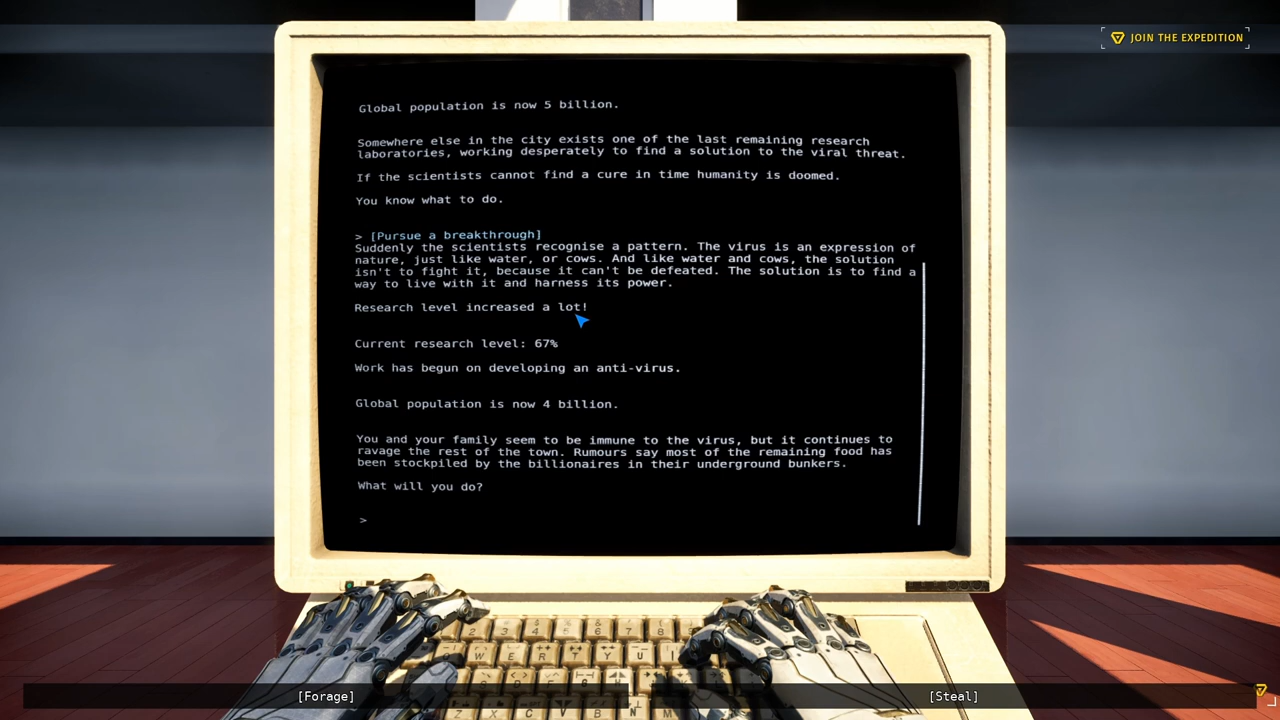 JOIN THE EXPEDITION
Global population is now 5 billion.
Somewhere else in the city exists one of the last remaining research
laboratories, working desperately to find a solution to the viral threat.
If the scientists cannot find a cure in time humanity is doomed.
You know what to do.
> [Pursue a breakthrough]
Suddenly the scientists recognise a pattern. The virus is an expression of
nature, just like water, or cows. And like water and cows, the solution
isn't to fight it, because it can't be defeated. The solution is to find a
way to live with it and harness its power.
Research level increased a lot!
Current research level: 67%
Work has begun on developing an anti-virus.
Global population is now 4 billion.
You and your family seem to be immune to the virus, but it continues to
ravage the rest of the town. Rumours say most of the remaining food has
been stockpiled by the billionaires in their underground bunkers.
What will you do?
>
W E R T Y U
[Forage] [Steal]
Z X C V B N M